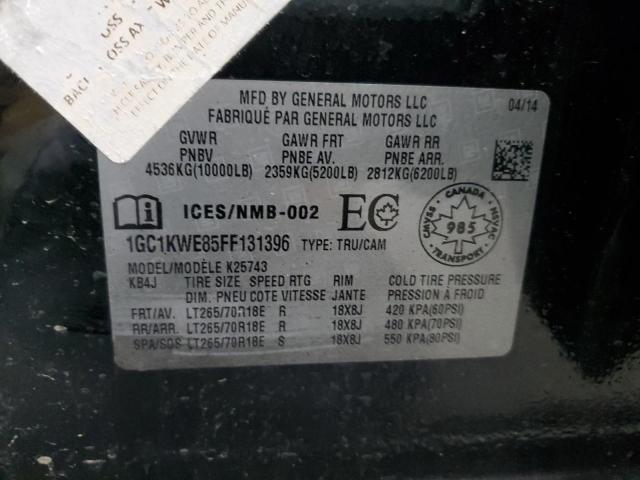 MFD BY GENERAL MOTORS LLC 04/14
FABRIQUÉ PAR GENERAL MOTORS LLC
GVWR GAWR FRT GAWR RR
PNBV PNBE AV. PNBE ARR.
4536KG(10000LB) 2359KG(5200LB) 2812KG(6200LB)
ICES/NMB-002 EC
CANADA
CMVSS 985 NSVAC
TRANSPORT
1GC1KWE85FF131396 TYPE: TRU/CAM
MODEL/MODÈLE K25743
KB4J TIRE SIZE SPEED RTG RIM COLD TIRE PRESSURE
DIM. PNEU COTE VITESSE JANTE PRESSION À FROID
FRT/AV. LT265/70R18E R 18X8J 420 KPA(60PSI)
RR/ARR. LT265/70R18E R 18X8J 480 KPA(70PSI)
SPA/SDS LT265/70R18E S 18X8J 550 KPA(80PSI)